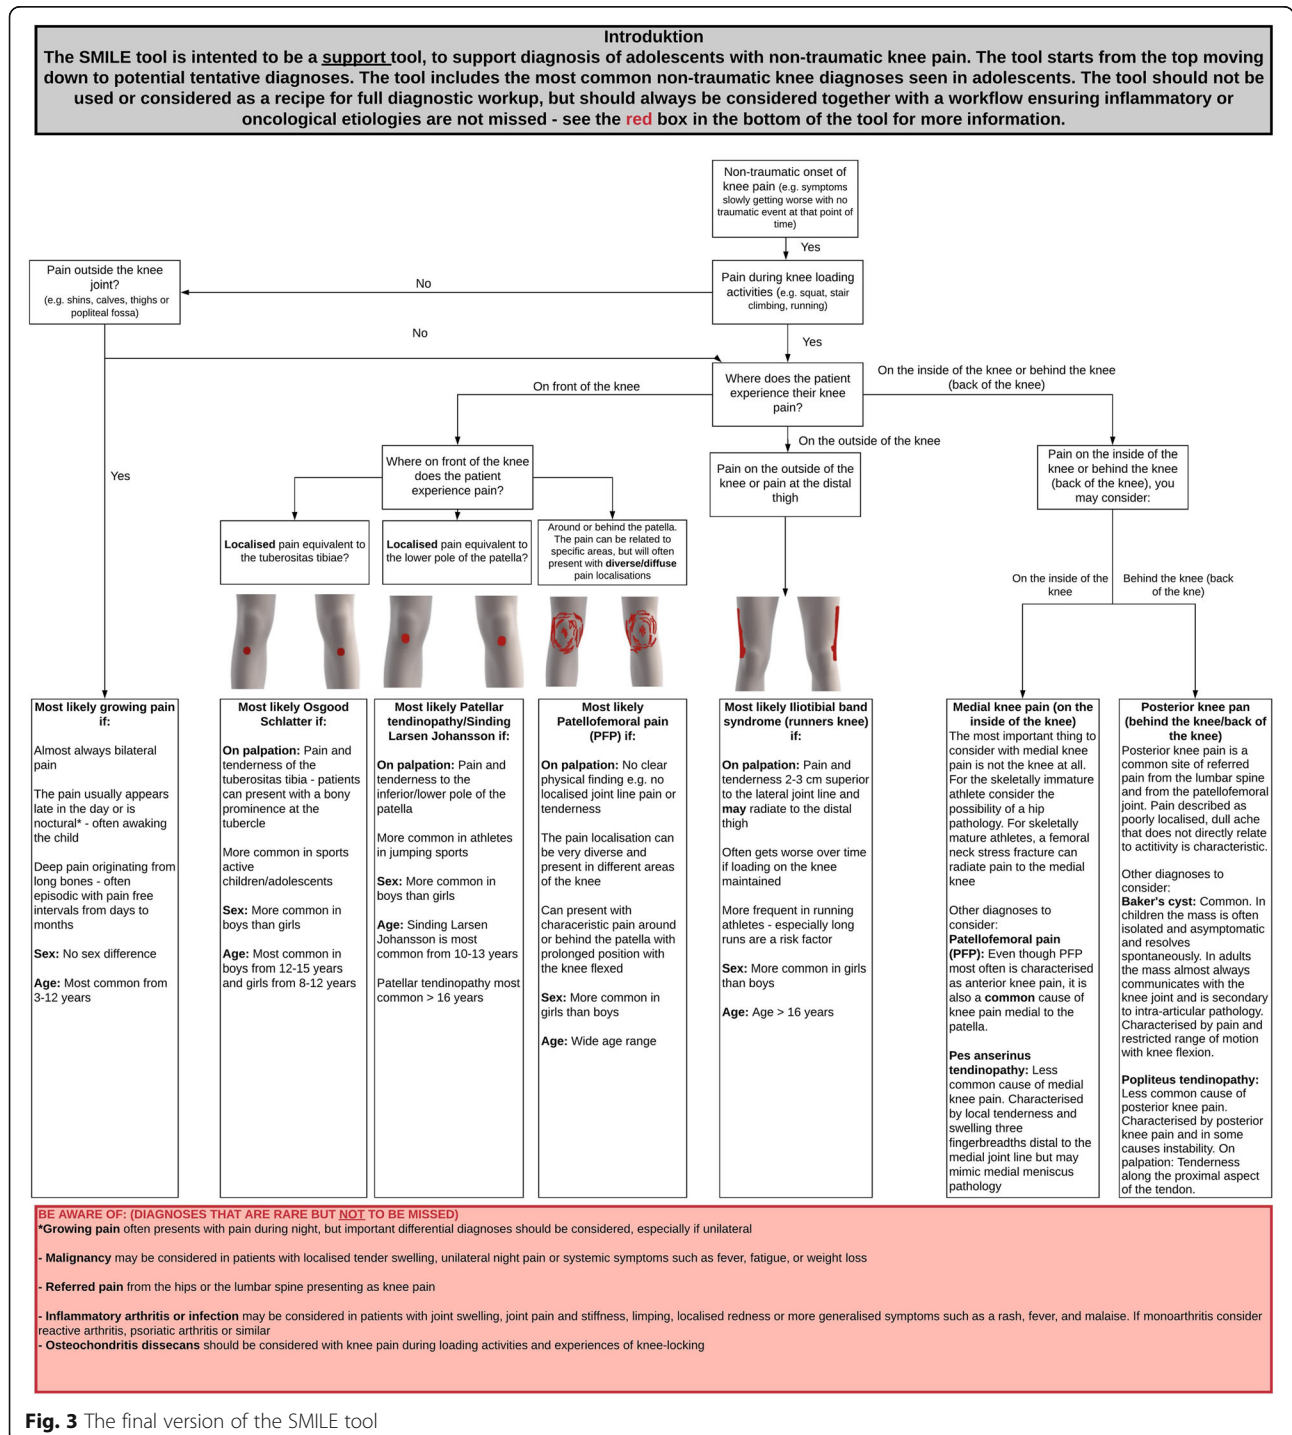 Introduktion
The SMILE tool is intented to be a support tool, to support diagnosis of adolescents with non-traumatic knee pain. The tool starts from the top moving
down to potential tentative diagnoses. The tool includes the most common non-traumatic knee diagnoses seen in adolescents. The tool should not be
used or considered as a recipe for full diagnostic workup, but should always be considered together with a workflow ensuring inflammatory or
oncological etiologies are not missed - see the red box in the bottom of the tool for more information.
Non-traumatic onset of
knee pain (e.g. symptoms
slowly getting worse with no
traumatic event at that point of
time)
Yes
Pain outside the knee
joint?
(e.g. shins, calves, thighs or
popliteal fossa)
No
Pain during knee loading
activities (e.g. squat, stair
climbing, running)
No
Yes
Where does the patient
experience their knee
pain?
On front of the knee
On the inside of the knee or behind the knee
(back of the knee)
On the outside of the knee
Yes
Where on front of the knee
does the patient
experience pain?
Pain on the outside of the
knee or pain at the distal
thigh
Pain on the inside of the
knee or behind the knee
(back of the knee), you
may consider:
Localised pain equivalent to
the tuberositas tibiae?
Localised pain equivalent to
the lower pole of the patella?
Around or behind the patella.
The pain can be related to
specific areas, but will often
present with diverse/diffuse
pain localisations
On the inside of the
knee
Behind the knee (back
of the kne)
Most likely growing pain
if:
Almost always bilateral
pain
The pain usually appears
late in the day or is
noctural* - often awaking
the child
Deep pain originating from
long bones - often
episodic with pain free
intervals from days to
months
Sex: No sex difference
Age: Most common from
3-12 years
Most likely Osgood
Schlatter if:
On palpation: Pain and
tenderness of the
tuberositas tibia - patients
can present with a bony
prominence at the
tubercle
More common in sports
active
children/adolescents
Sex: More common in
boys than girls
Age: Most common in
boys from 12-15 years
and girls from 8-12 years
Most likely Patellar
tendinopathy/Sinding
Larsen Johansson if:
On palpation: Pain and
tenderness to the
inferior/lower pole of the
patella
More common in athletes
in jumping sports
Sex: More common in
boys than girls
Age: Sinding Larsen
Johansson is most
common from 10-13 years
Patellar tendinopathy most
common > 16 years
Most likely
Patellofemoral pain
(PFP) if:
On palpation: No clear
physical finding e.g. no
localised joint line pain or
tenderness
The pain localisation can
be very diverse and
present in different areas
of the knee
Can present with
characeristic pain around
or behind the patella with
prolonged position with
the knee flexed
Sex: More common in
girls than boys
Age: Wide age range
Most likely Iliotibial band
syndrome (runners knee)
if:
On palpation: Pain and
tenderness 2-3 cm superior
to the lateral joint line and
may radiate to the distal
thigh
Often gets worse over time
if loading on the knee
maintained
More frequent in running
athletes - especially long
runs are a risk factor
Sex: More common in girls
than boys
Age: Age > 16 years
Medial knee pain (on the
inside of the knee)
The most important thing to
consider with medial knee
pain is not the knee at all.
For the skeletally immature
athlete consider the
possibility of a hip
pathology. For skeletally
mature athletes, a femoral
neck stress fracture can
radiate pain to the medial
knee
Other diagnoses to
consider:
Patellofemoral pain
(PFP): Even though PFP
most often is characterised
as anterior knee pain, it is
also a common cause of
knee pain medial to the
patella.
Pes anserinus
tendinopathy: Less
common cause of medial
knee pain. Characterised
by local tenderness and
swelling three
fingerbreadths distal to the
medial joint line but may
mimic medial meniscus
pathology
Posterior knee pan
(behind the knee/back of
the knee)
Posterior knee pain is a
common site of referred
pain from the lumbar spine
and from the patellofemoral
joint. Pain described as
poorly localised, dull ache
that does not directly relate
to actitivity is characteristic.
Other diagnoses to
consider:
Baker's cyst: Common. In
children the mass is often
isolated and asymptomatic
and resolves
spontaneously. In adults
the mass almost always
communicates with the
knee joint and is secondary
to intra-articular pathology.
Characterised by pain and
restricted range of motion
with knee flexion.
Popliteus tendinopathy:
Less common cause of
posterior knee pain.
Characterised by posterior
knee pain and in some
causes instability. On
palpation: Tenderness
along the proximal aspect
of the tendon.
BE AWARE OF: (DIAGNOSES THAT ARE RARE BUT NOT TO BE MISSED)
*Growing pain often presents with pain during night, but important differential diagnoses should be considered, especially if unilateral
- Malignancy may be considered in patients with localised tender swelling, unilateral night pain or systemic symptoms such as fever, fatigue, or weight loss
- Referred pain from the hips or the lumbar spine presenting as knee pain
- Inflammatory arthritis or infection may be considered in patients with joint swelling, joint pain and stiffness, limping, localised redness or more generalised symptoms such as a rash, fever, and malaise. If monoarthritis consider
reactive arthritis, psoriatic arthritis or similar
- Osteochondritis dissecans should be considered with knee pain during loading activities and experiences of knee-locking
Fig. 3 The final version of the SMILE tool